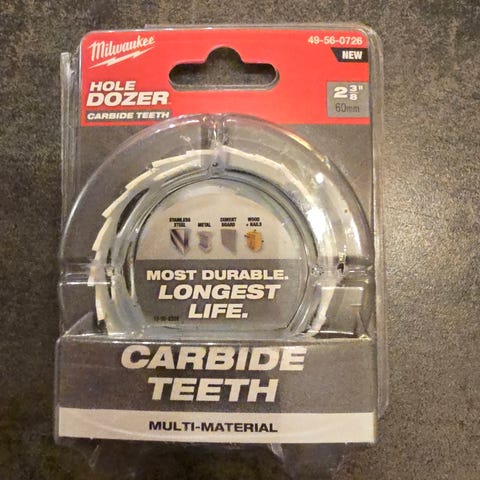 Milwaukee
49-56-0726
NEW
HOLE
DOZER
CARBIDE TEETH
2 3/8"
60mm
STAINLESS STEEL
METAL
CEMENT BOARD
WOOD + NAILS
MOST DURABLE.
LONGEST
LIFE.
CARBIDE
TEETH
MULTI-MATERIAL